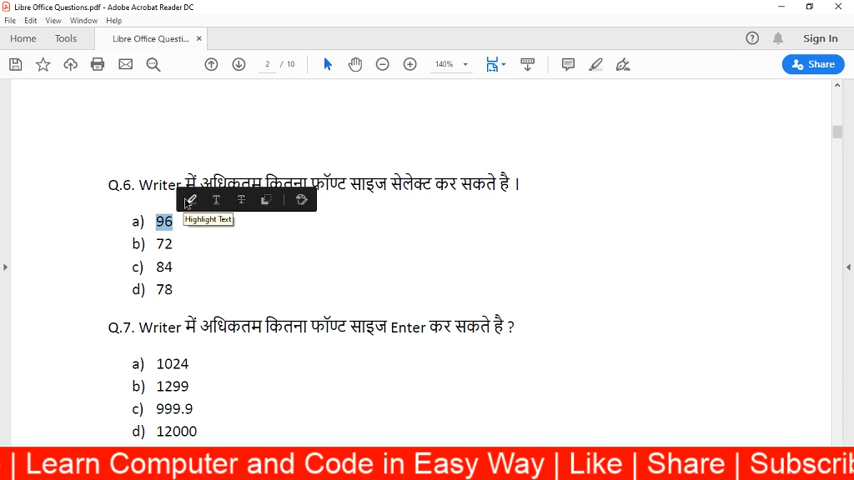 Libre Office Questions.pdf - Adobe Acrobat Reader DC
File Edit View Window Help
Home Tools Libre Office Questi... × Sign In
2 / 10 140% Share
Q.6. Writer में अधिकतम कितना फॉण्ट साइज सेलेक्ट कर सकते है ।
Highlight Text
a) 96
b) 72
c) 84
d) 78
Q.7. Writer में अधिकतम कितना फॉण्ट साइज Enter कर सकते है ?
a) 1024
b) 1299
c) 999.9
d) 12000
| Learn Computer and Code in Easy Way | Like | Share | Subscrib